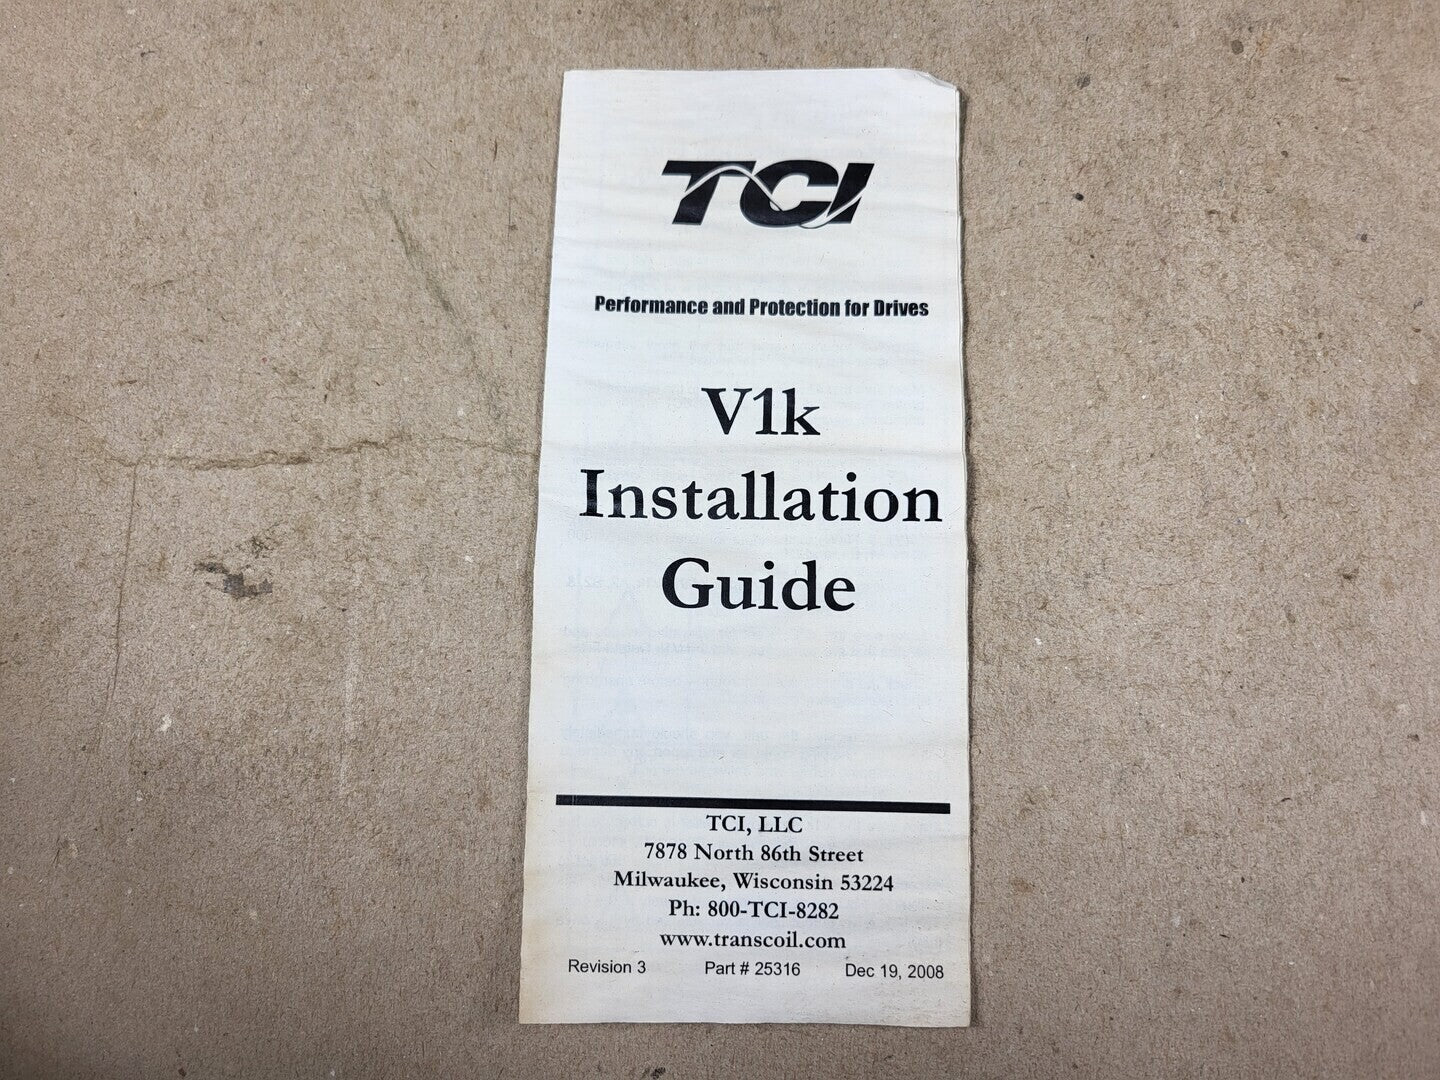 TCI
Performance and Protection for Drives
V1k
Installation
Guide
TCI, LLC
7878 North 86th Street
Milwaukee, Wisconsin 53224
Ph: 800-TCI-8282
www.transcoil.com
Revision 3 Part # 25316 Dec 19, 2008